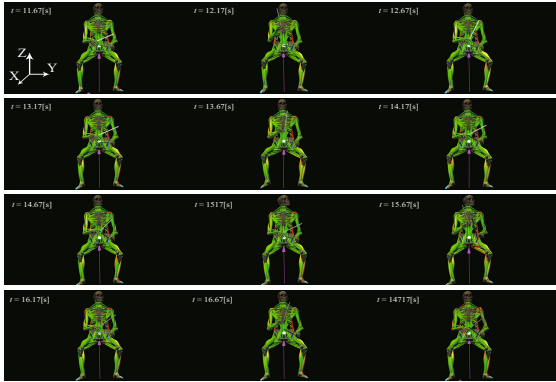 t = 11.67[s]
t = 12.17[s]
t = 12.67[s]
Z
X
Y
t = 13.17[s]
t = 13.67[s]
t = 14.17[s]
t = 14.67[s]
t = 1517[s]
t = 15.67[s]
t = 16.17[s]
t = 16.67[s]
t = 14717[s]